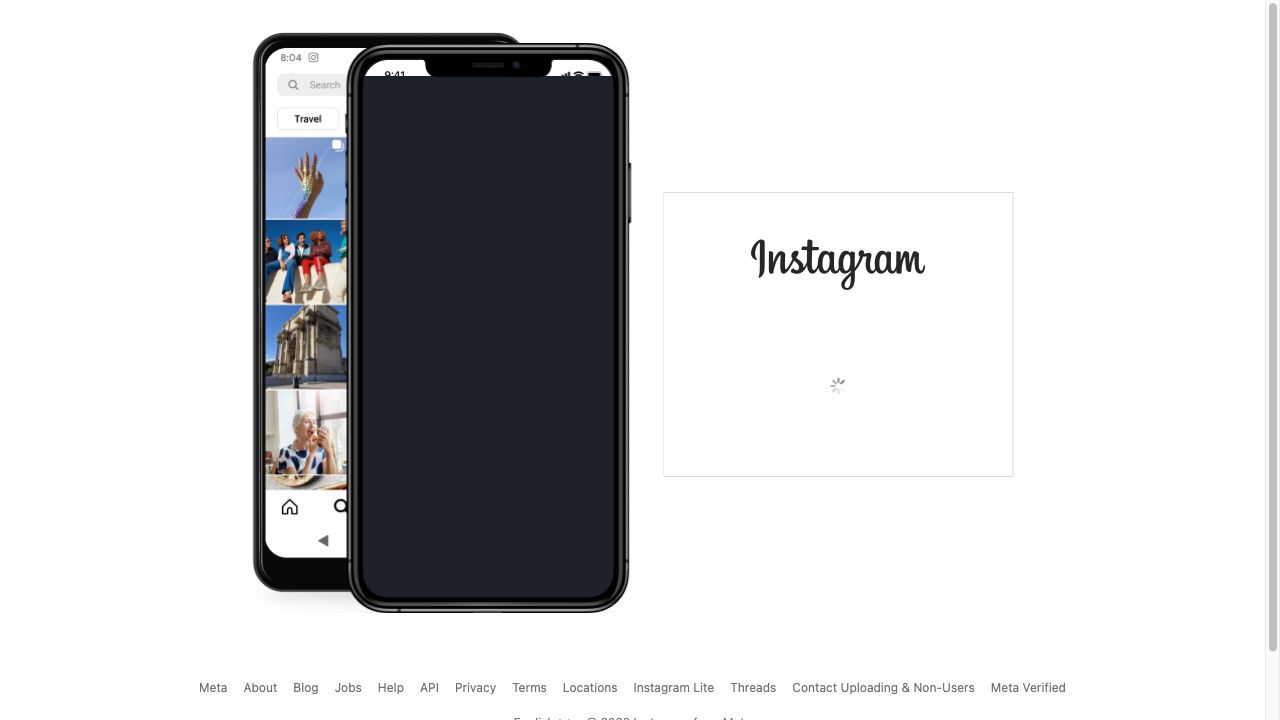 8:04
9:41
Search
Travel
Instagram
Meta About Blog Jobs Help API Privacy Terms Locations Instagram Lite Threads Contact Uploading & Non-Users Meta Verified